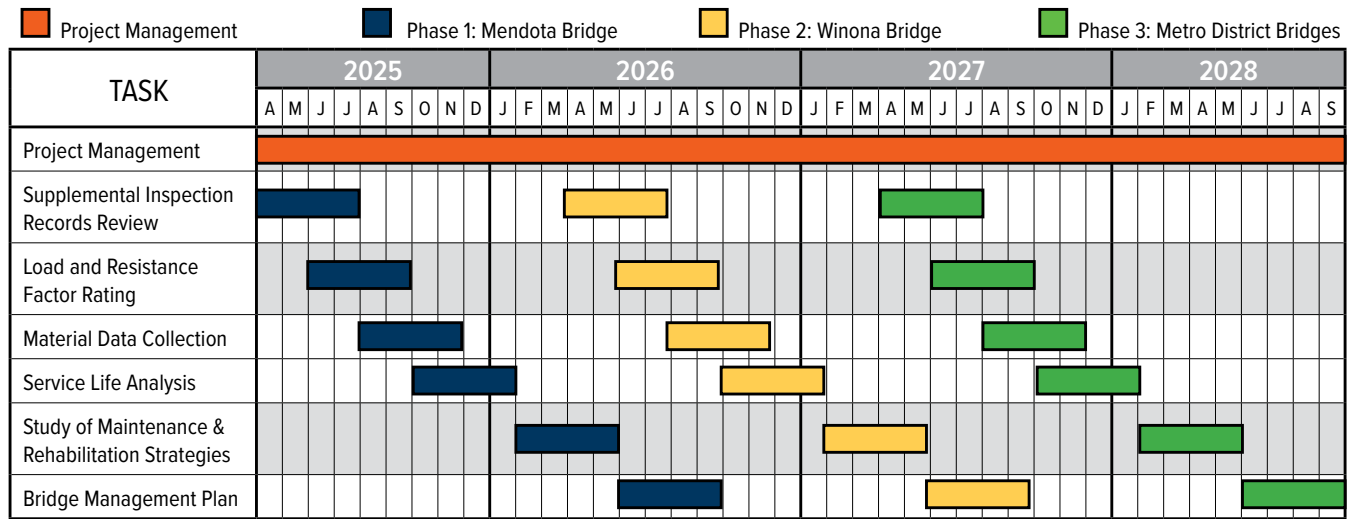 Project Management Phase 1: Mendota Bridge Phase 2: Winona Bridge Phase 3: Metro District Bridges
TASK
2025 2026 2027 2028
A M J J A S O N D J F M A M J J A S O N D J F M A M J J A S O N D J F M A M J J A S
Project Management
Supplemental Inspection
Records Review
Load and Resistance
Factor Rating
Material Data Collection
Service Life Analysis
Study of Maintenance &
Rehabilitation Strategies
Bridge Management Plan